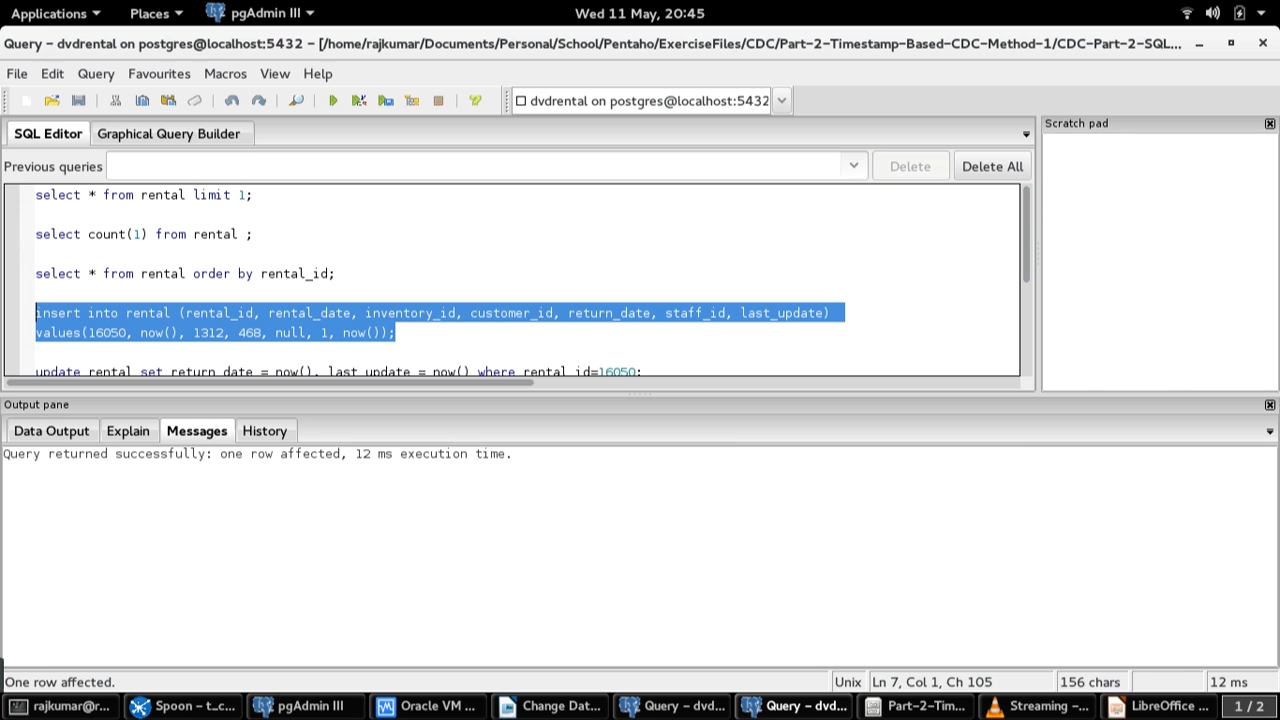 Applications Places pgAdmin III Wed 11 May, 20:45
Query - dvdrental on postgres@localhost:5432 - [/home/rajkumar/Documents/Personal/School/Pentaho/ExerciseFiles/CDC/Part-2-Timestamp-Based-CDC-Method-1/CDC-Part-2-SQL...
File Edit Query Favourites Macros View Help
dvdrental on postgres@localhost:5432
SQL Editor Graphical Query Builder
Scratch pad
Previous queries Delete Delete All
select * from rental limit 1;
select count(1) from rental ;
select * from rental order by rental_id;
insert into rental (rental_id, rental_date, inventory_id, customer_id, return_date, staff_id, last_update)
values(16050, now(), 1312, 468, null, 1, now());
update rental set return_date = now(), last_update = now() where rental_id=16050;
Output pane
Data Output Explain Messages History
Query returned successfully: one row affected, 12 ms execution time.
One row affected. Unix Ln 7, Col 1, Ch 105 156 chars 12 ms
rajkumar@r... Spoon - t_c... pgAdmin III Oracle VM ... Change Dat... Query - dvd... Query - dvd... Part-2-Tim... Streaming -... LibreOffice ... 1 / 2